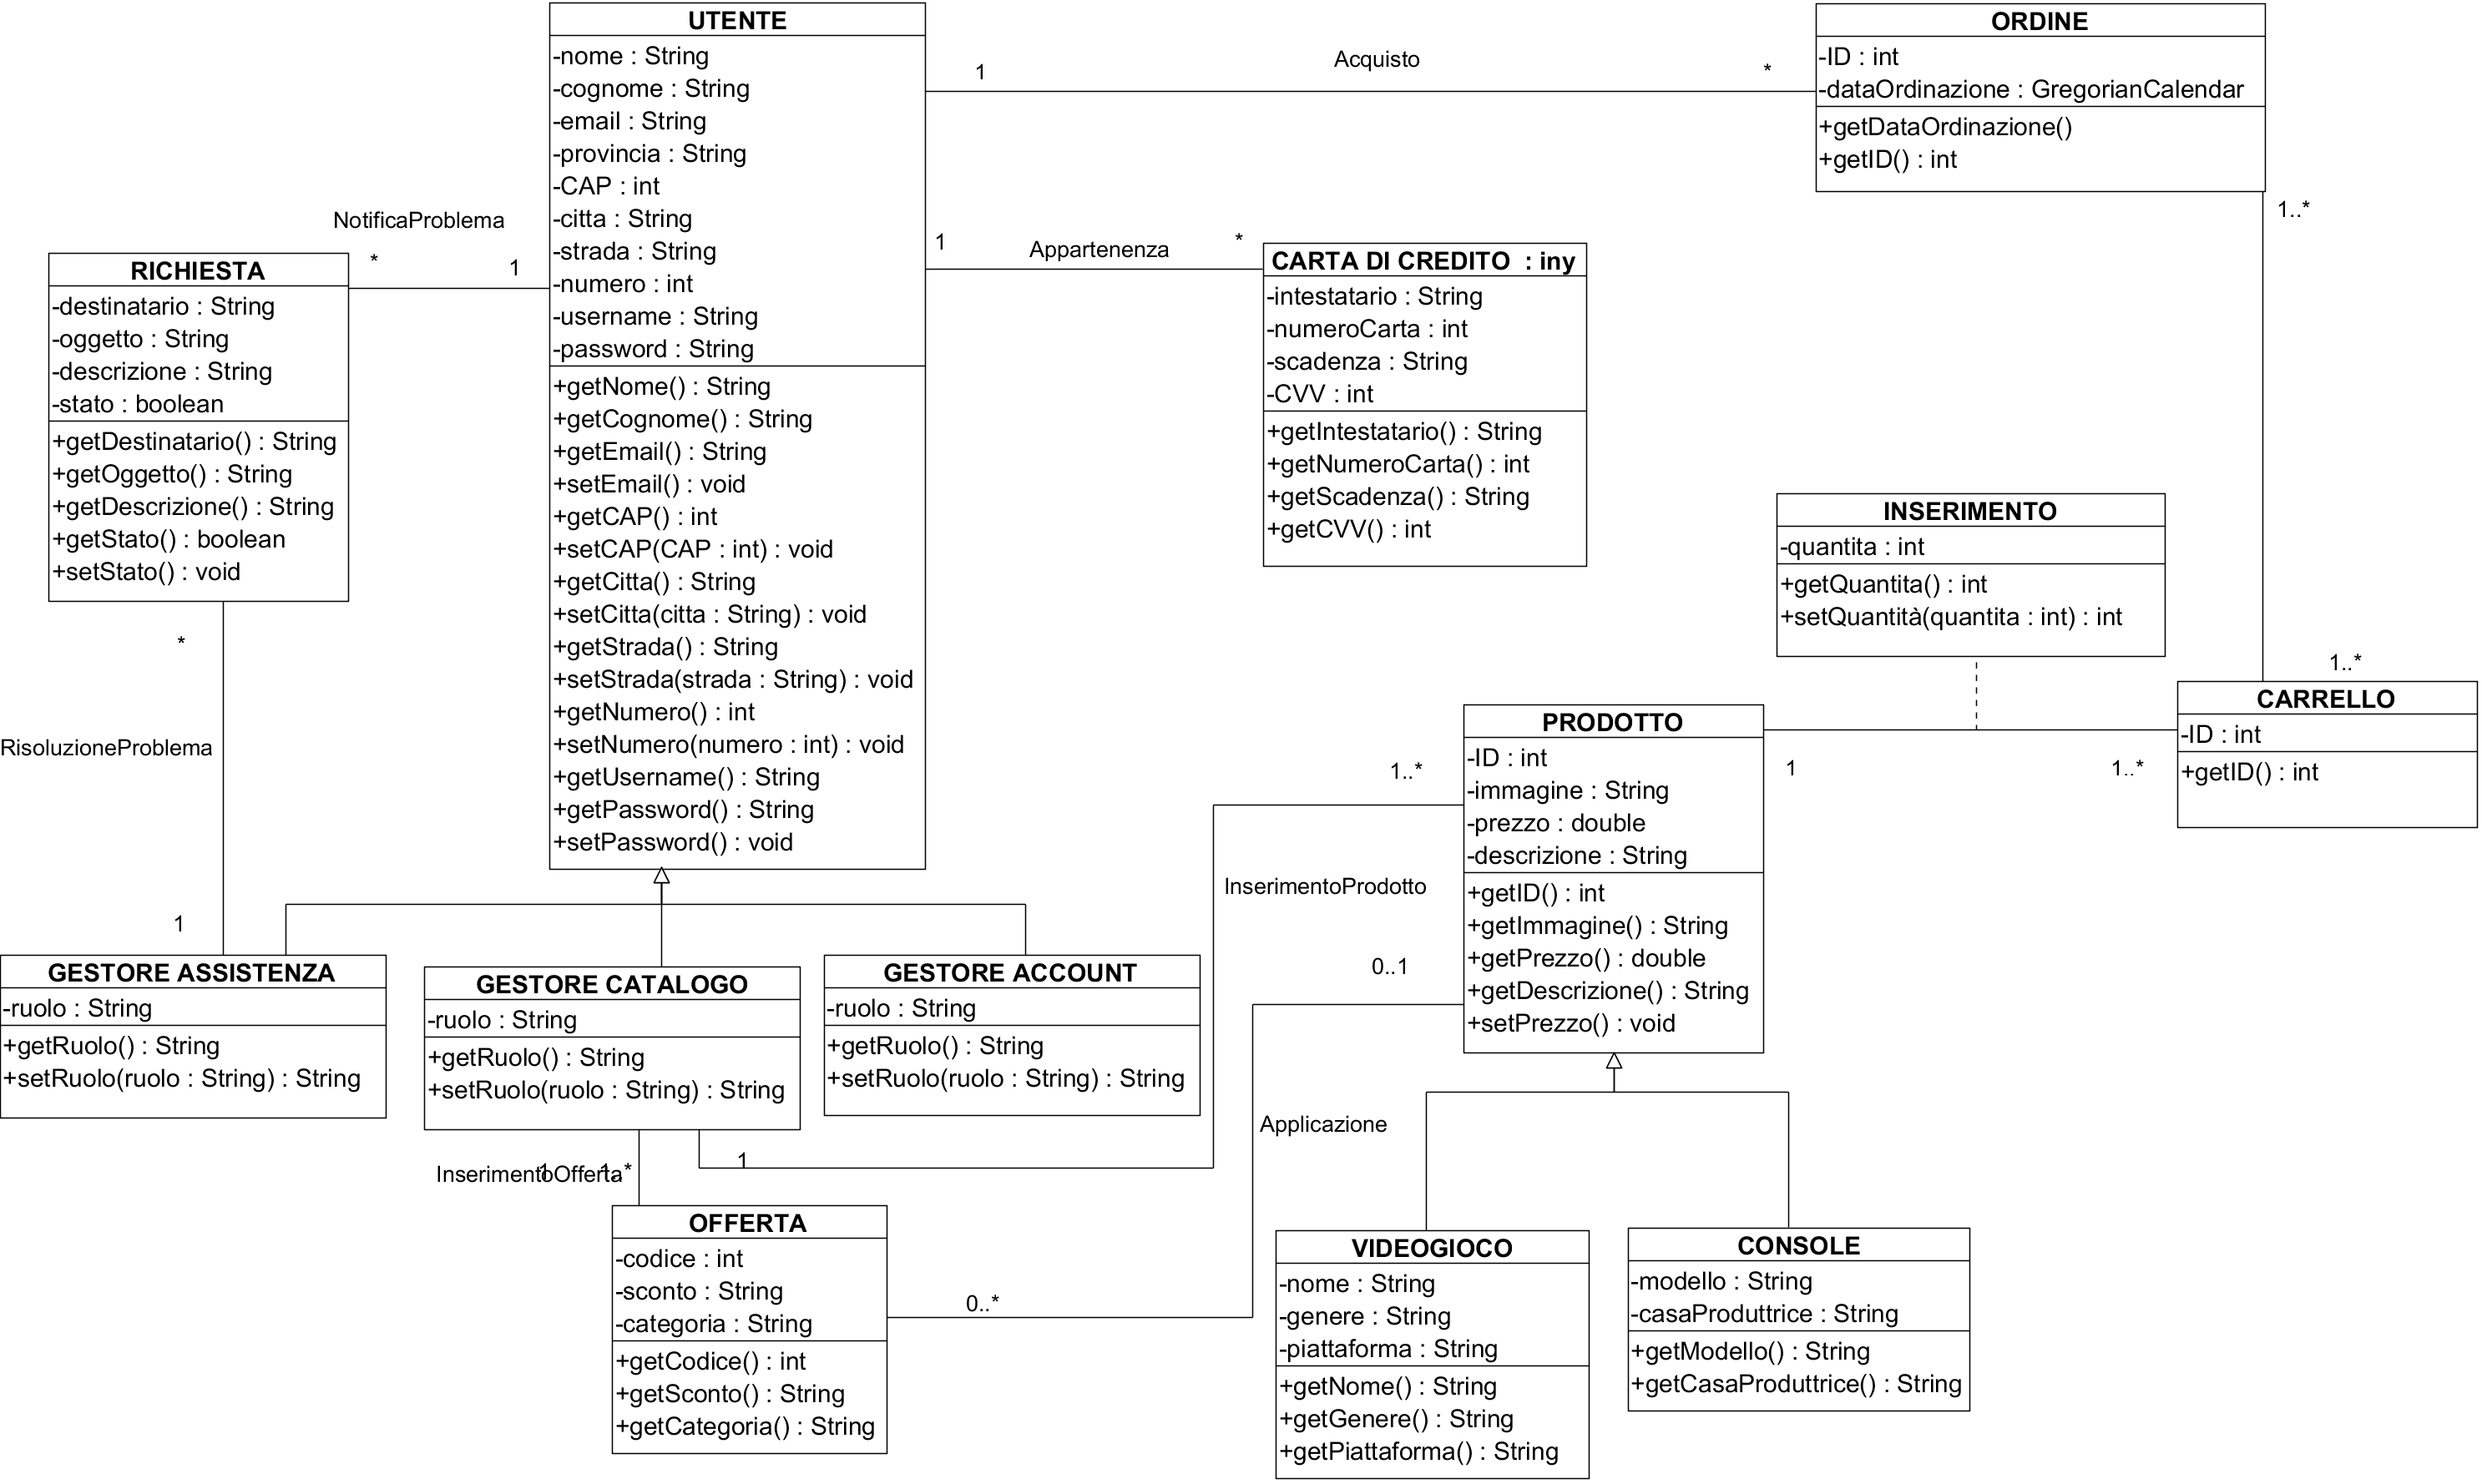 UTENTE
-nome : String
-cognome : String
-email : String
-provincia : String
-CAP : int
-citta : String
-strada : String
-numero : int
-username : String
-password : String
+getNome() : String
+getCognome() : String
+getEmail() : String
+setEmail() : void
+getCAP() : int
+setCAP(CAP : int) : void
+getCitta() : String
+setCitta(citta : String) : void
+getStrada() : String
+setStrada(strada : String) : void
+getNumero() : int
+setNumero(numero : int) : void
+getUsername() : String
+getPassword() : String
+setPassword() : void
1
Acquisto
*
ORDINE
-ID : int
-dataOrdinazione : GregorianCalendar
+getDataOrdinazione()
+getID() : int
1..*
1..*
NotificaProblema
*
1
RICHIESTA
-destinatario : String
-oggetto : String
-descrizione : String
-stato : boolean
+getDestinatario() : String
+getOggetto() : String
+getDescrizione() : String
+getStato() : boolean
+setStato() : void
*
RisoluzioneProblema
1
1
Appartenenza
*
CARTA DI CREDITO : iny
-intestatario : String
-numeroCarta : int
-scadenza : String
-CVV : int
+getIntestatario() : String
+getNumeroCarta() : int
+getScadenza() : String
+getCVV() : int
INSERIMENTO
-quantita : int
+getQuantita() : int
+setQuantità(quantita : int) : int
CARRELLO
-ID : int
+getID() : int
1
1..*
PRODOTTO
-ID : int
-immagine : String
-prezzo : double
-descrizione : String
+getID() : int
+getImmagine() : String
+getPrezzo() : double
+getDescrizione() : String
+setPrezzo() : void
1..*
InserimentoProdotto
0..1
GESTORE ASSISTENZA
-ruolo : String
+getRuolo() : String
+setRuolo(ruolo : String) : String
GESTORE CATALOGO
-ruolo : String
+getRuolo() : String
+setRuolo(ruolo : String) : String
GESTORE ACCOUNT
-ruolo : String
+getRuolo() : String
+setRuolo(ruolo : String) : String
Applicazione
1
InserimentoOfferta
1
1..*
OFFERTA
-codice : int
-sconto : String
-categoria : String
+getCodice() : int
+getSconto() : String
+getCategoria() : String
0..*
VIDEOGIOCO
-nome : String
-genere : String
-piattaforma : String
+getNome() : String
+getGenere() : String
+getPiattaforma() : String
CONSOLE
-modello : String
-casaProduttrice : String
+getModello() : String
+getCasaProduttrice() : String